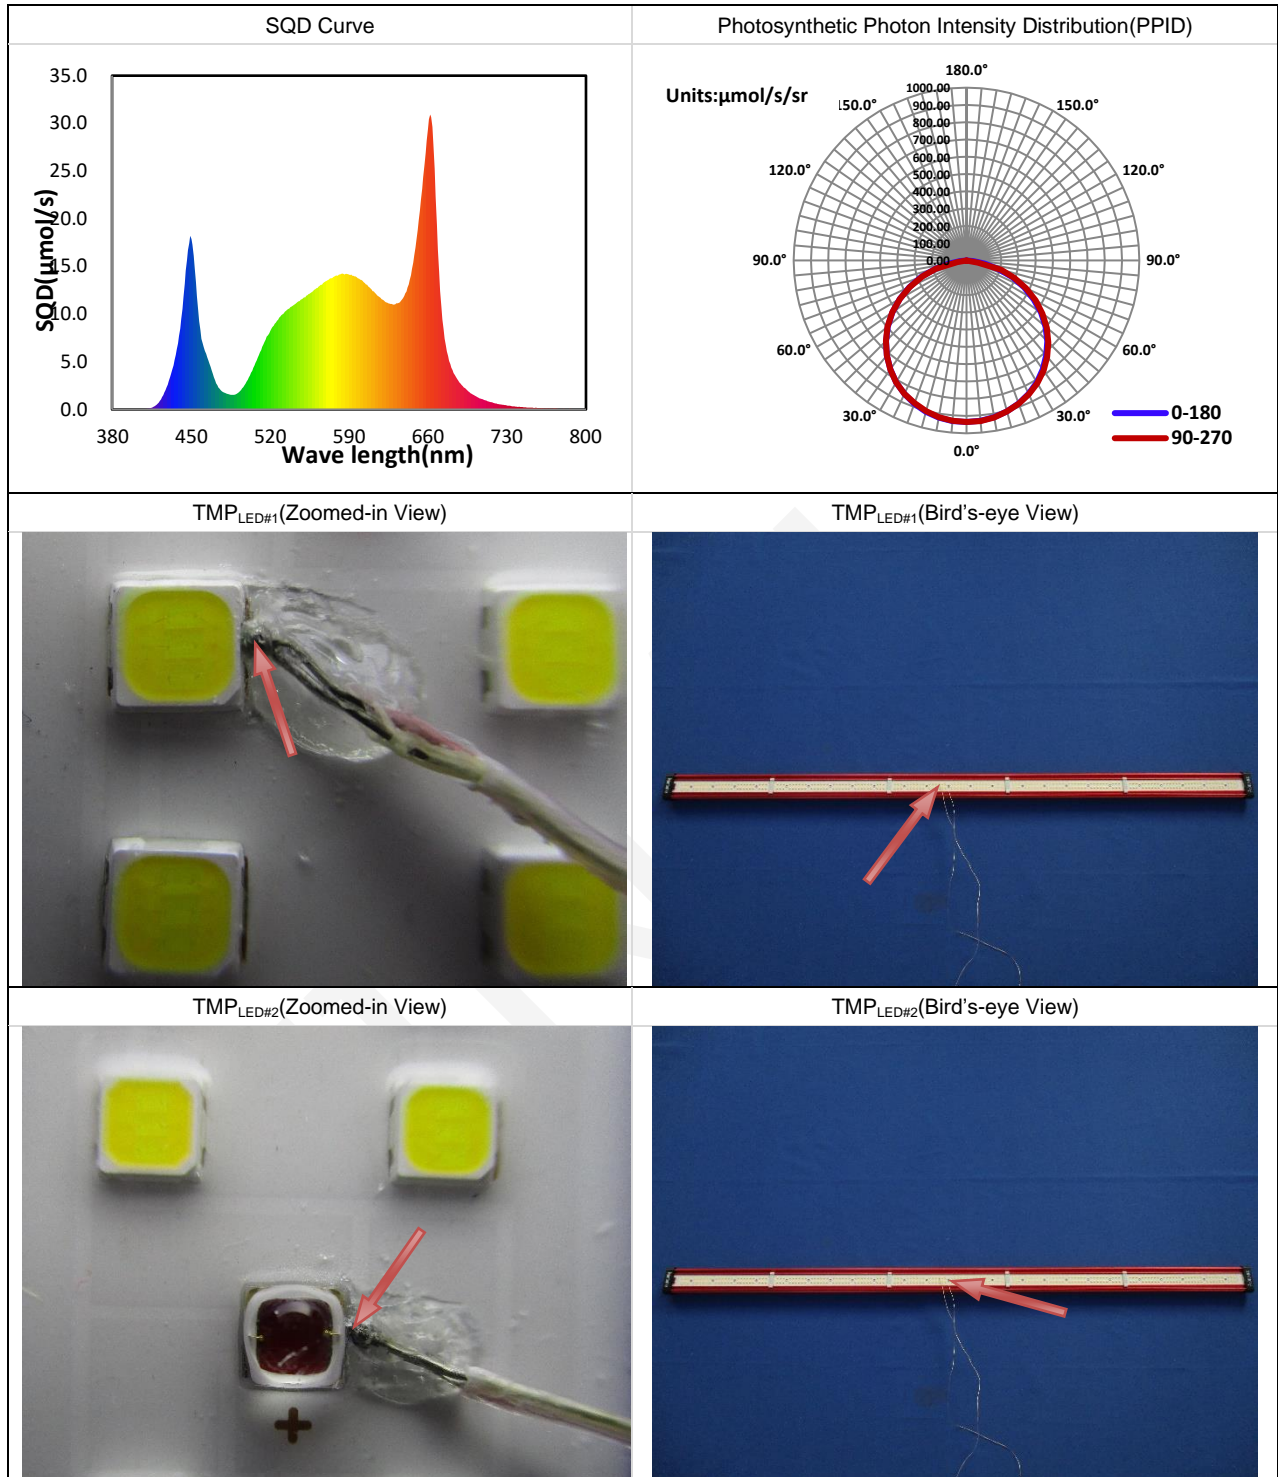 SQD Curve
Photosynthetic Photon Intensity Distribution(PPID)
35.0
30.0
25.0
20.0
15.0
10.0
5.0
0.0
SQD(μmol/s)
380 450 520 590 660 730 800
Wave length(nm)
Units:μmol/s/sr
180.0°
150.0° 150.0°
120.0° 120.0°
90.0° 90.0°
60.0° 60.0°
30.0° 30.0°
0.0°
1000.00
900.00
800.00
700.00
600.00
500.00
400.00
300.00
200.00
100.00
0.00
0-180
90-270
TMPLED#1(Zoomed-in View)
TMPLED#1(Bird's-eye View)
TMPLED#2(Zoomed-in View)
TMPLED#2(Bird's-eye View)